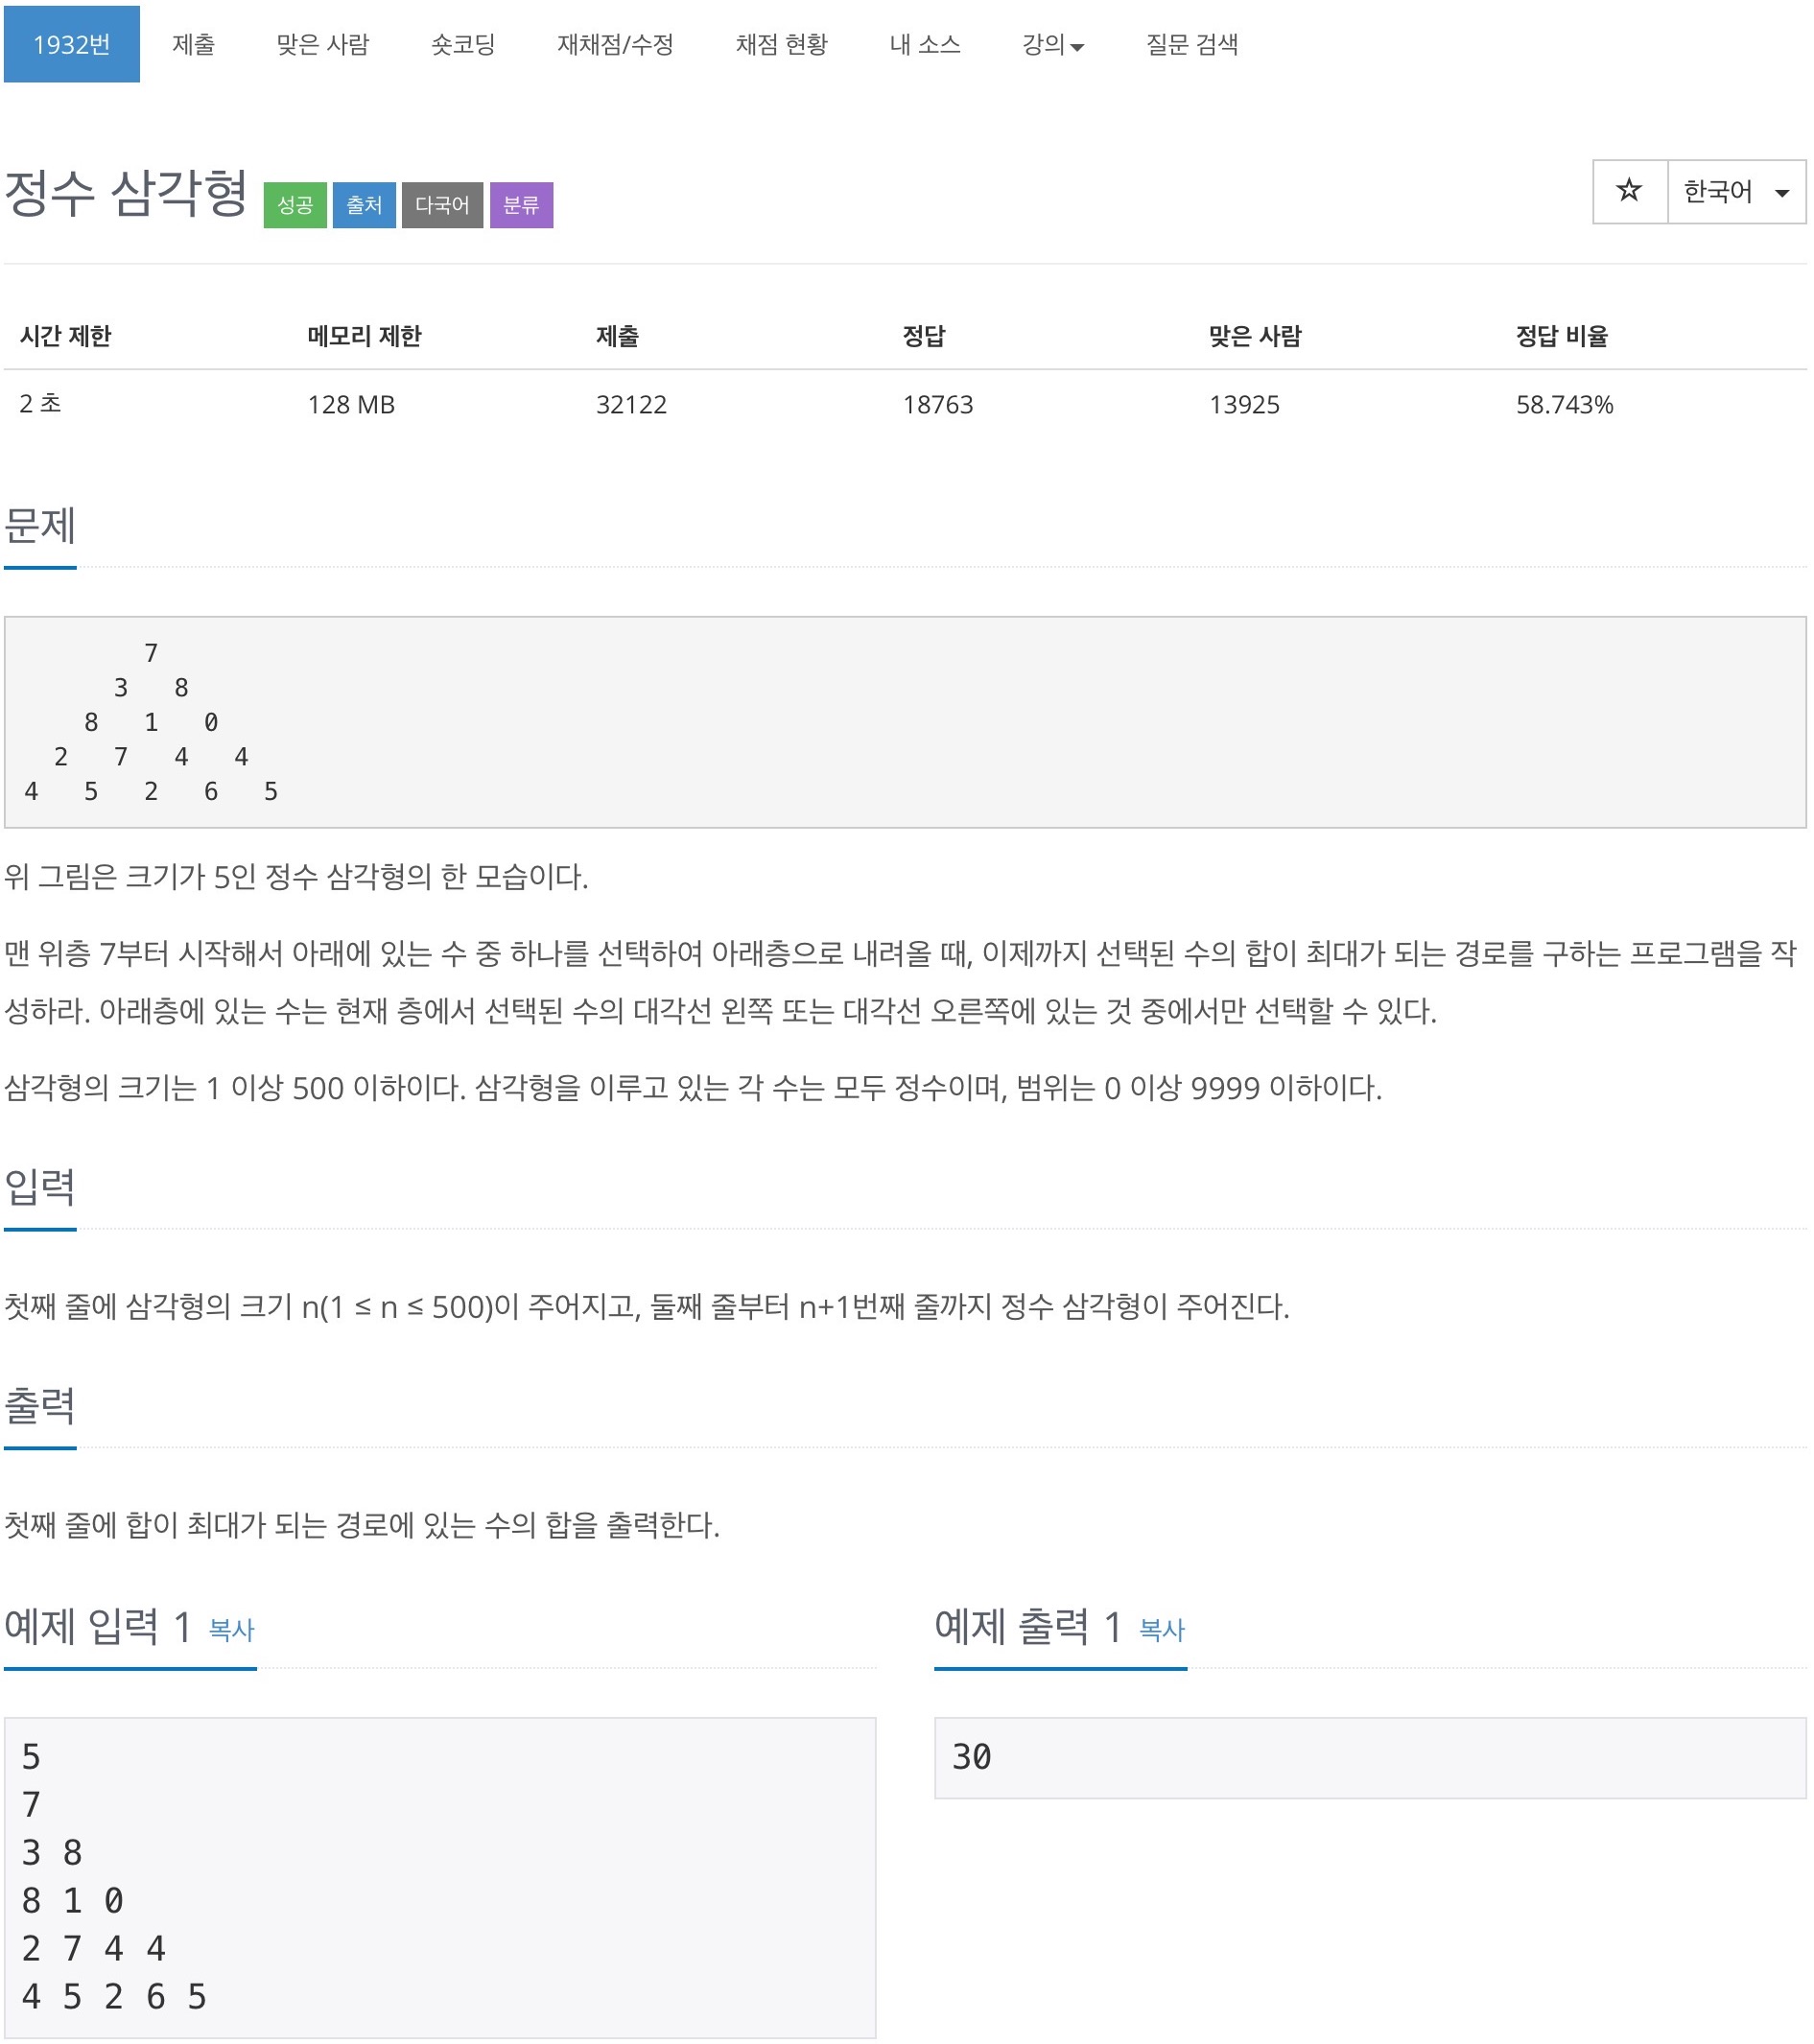 1932번 제출 맞은 사람 숏코딩 재채점/수정 채점 현황 내 소스 강의 질문 검색
정수 삼각형 성공 출처 다국어 분류 ☆ 한국어
시간 제한 메모리 제한 제출 정답 맞은 사람 정답 비율
2 초 128 MB 32122 18763 13925 58.743%
문제
7
3 8
8 1 0
2 7 4 4
4 5 2 6 5
위 그림은 크기가 5인 정수 삼각형의 한 모습이다.
맨 위층 7부터 시작해서 아래에 있는 수 중 하나를 선택하여 아래층으로 내려올 때, 이제까지 선택된 수의 합이 최대가 되는 경로를 구하는 프로그램을 작
성하라. 아래층에 있는 수는 현재 층에서 선택된 수의 대각선 왼쪽 또는 대각선 오른쪽에 있는 것 중에서만 선택할 수 있다.
삼각형의 크기는 1 이상 500 이하이다. 삼각형을 이루고 있는 각 수는 모두 정수이며, 범위는 0 이상 9999 이하이다.
입력
첫째 줄에 삼각형의 크기 n(1 ≤ n ≤ 500)이 주어지고, 둘째 줄부터 n+1번째 줄까지 정수 삼각형이 주어진다.
출력
첫째 줄에 합이 최대가 되는 경로에 있는 수의 합을 출력한다.
예제 입력 1 복사
5
7
3 8
8 1 0
2 7 4 4
4 5 2 6 5
예제 출력 1 복사
30